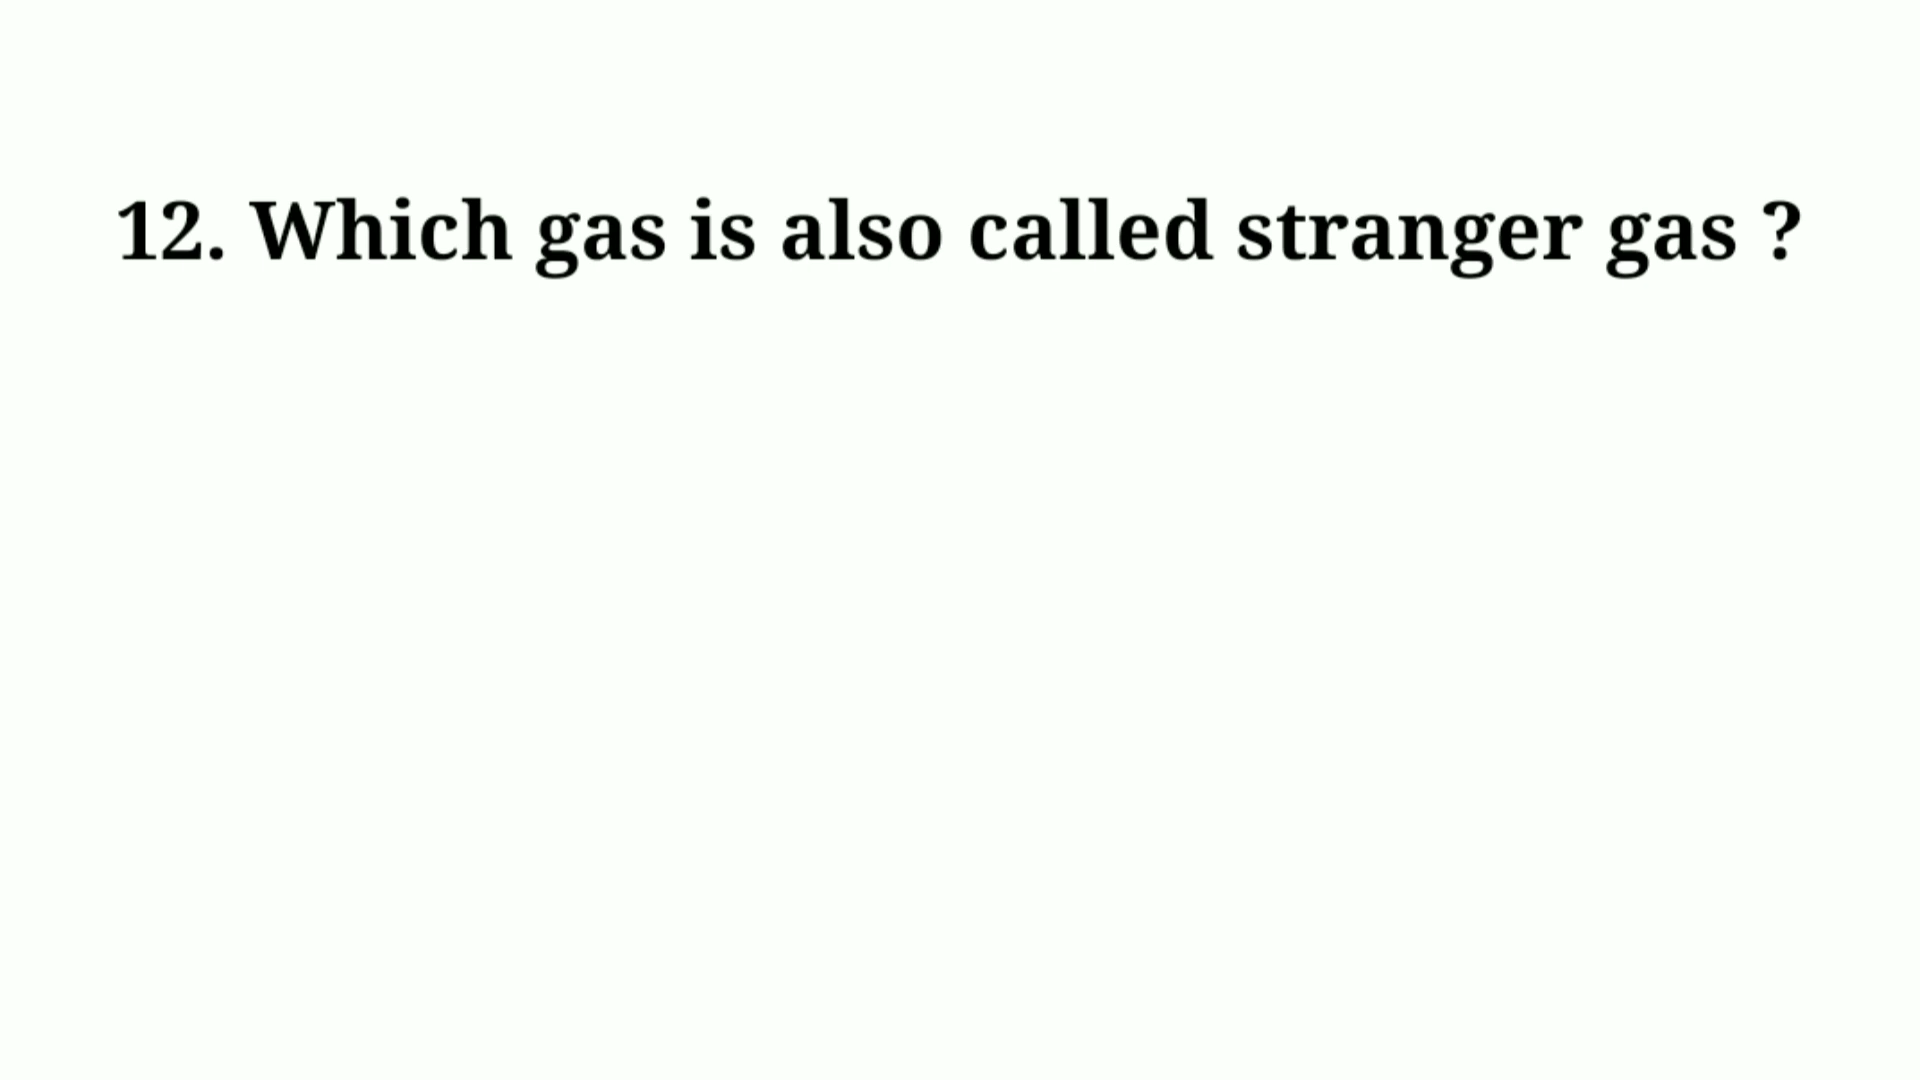 12. Which gas is also called stranger gas ?